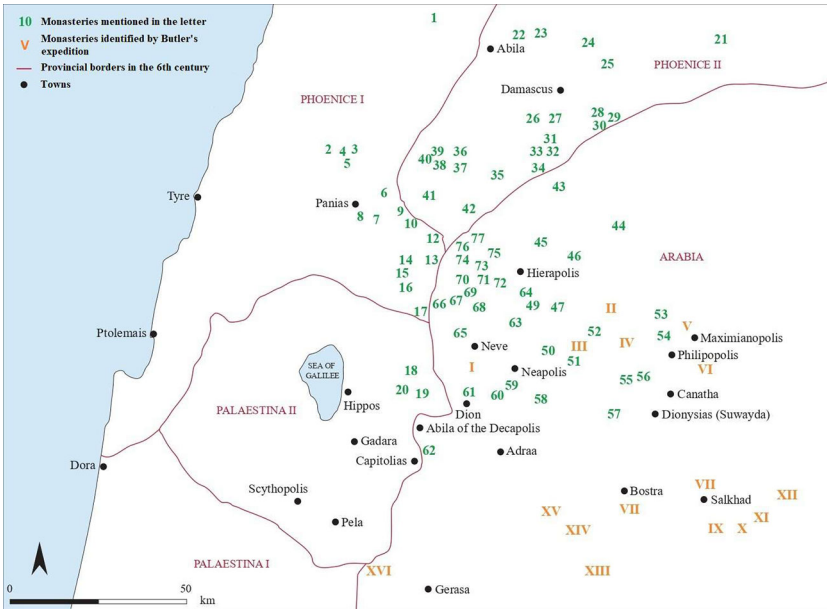 10 Monasteries mentioned in the letter
V Monasteries identified by Butler's
expedition
Provincial borders in the 6th century
Towns
1
22 23 24 21
Abila
25 PHOENICE II
Damascus
PHOENICE I
26 27 28 29
30
31
2 4 3 5
40 39 36 33 32
38 37 34
35
43
Tyre
Panias
6
41
8 7 9 10
42
44
12 77
76 45
ARABIA
14 13 74 75 46
73
15 Hierapolis
16 70 71 72
69 64
66 67 68 49 47 II
17
53
63
Ptolemais
65 52 54 V
Maximianopolis
Neve 50 III IV
Philipopolis
51
SEA OF
GALILEE
18 I Neapolis VI
55 56
20 19 59
Hippos 61 60 58 Canatha
Dion
PALAESTINA II
57 Dionysias (Suwayda)
Abila of the Decapolis
Gadara
62 Adraa
Capitolias
Dora
Scythopolis
Bostra VII
Salkhad XII
Pela
XV VII XI
XIV IX X
PALAESTINA I
XVI XIII
Gerasa
0 50
km